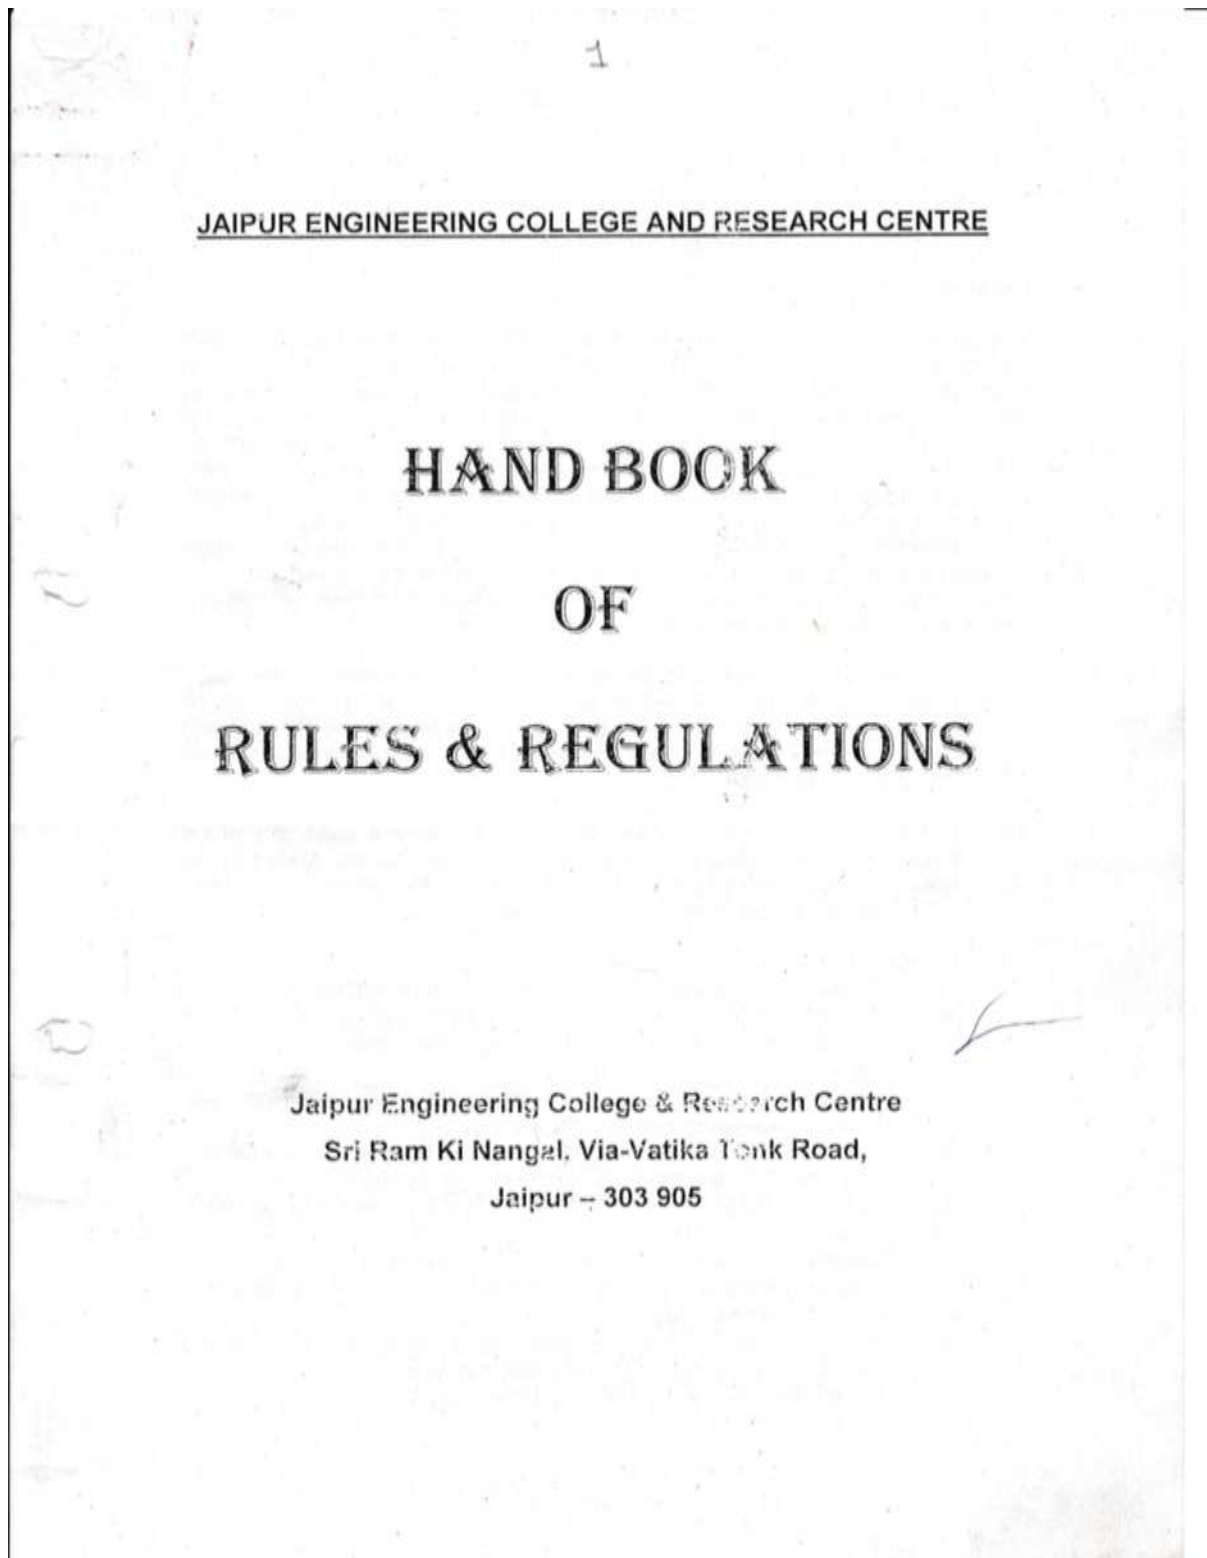 1
JAIPUR ENGINEERING COLLEGE AND RESEARCH CENTRE
HAND BOOK
OF
RULES & REGULATIONS
Jaipur Engineering College & Research Centre
Sri Ram Ki Nangal, Via-Vatika Tonk Road,
Jaipur – 303 905